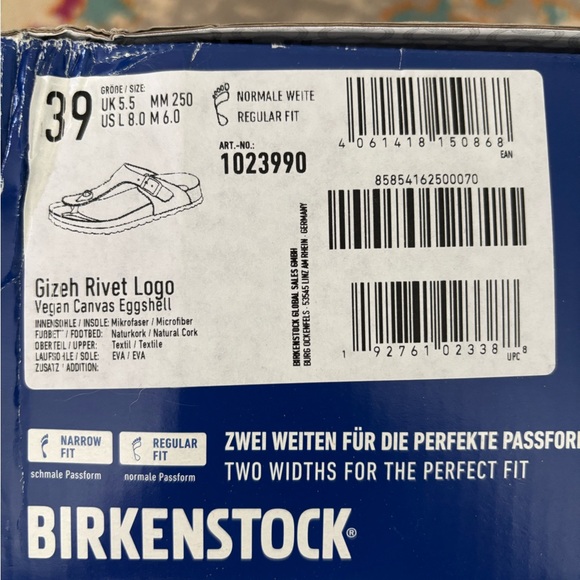 39
GRÖßE / SIZE:
UK 5.5 MM 250
US L 8.0 M 6.0
NORMALE WEITE
REGULAR FIT
ART.-NO.:
1023990
4 061418 150868
EAN
85854162500070
1 92761 02338 8
UPC
BIRKENSTOCK GLOBAL SALES GMBH
BURG OCKENFELS · 53545 LINZ AM RHEIN · GERMANY
Gizeh Rivet Logo
Vegan Canvas Eggshell
INNENSOHLE / INSOLE: Mikrofaser / Microfiber
FUßBETT / FOOTBED: Naturkork / Natural Cork
OBERTEIL / UPPER: Textil / Textile
LAUFSOHLE / SOLE: EVA / EVA
ZUSATZ / ADDITION:
NARROW FIT
schmale Passform
REGULAR FIT
normale Passform
ZWEI WEITEN FÜR DIE PERFEKTE PASSFOR
TWO WIDTHS FOR THE PERFECT FIT
BIRKENSTOCK®